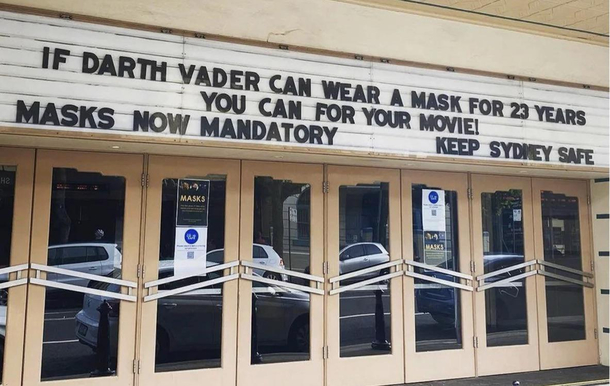 IF DARTH VADER CAN WEAR A MASK FOR 23 YEARS
YOU CAN FOR YOUR MOVIE!
MASKS NOW MANDATORY KEEP SYDNEY SAFE
MASKS
MASKS